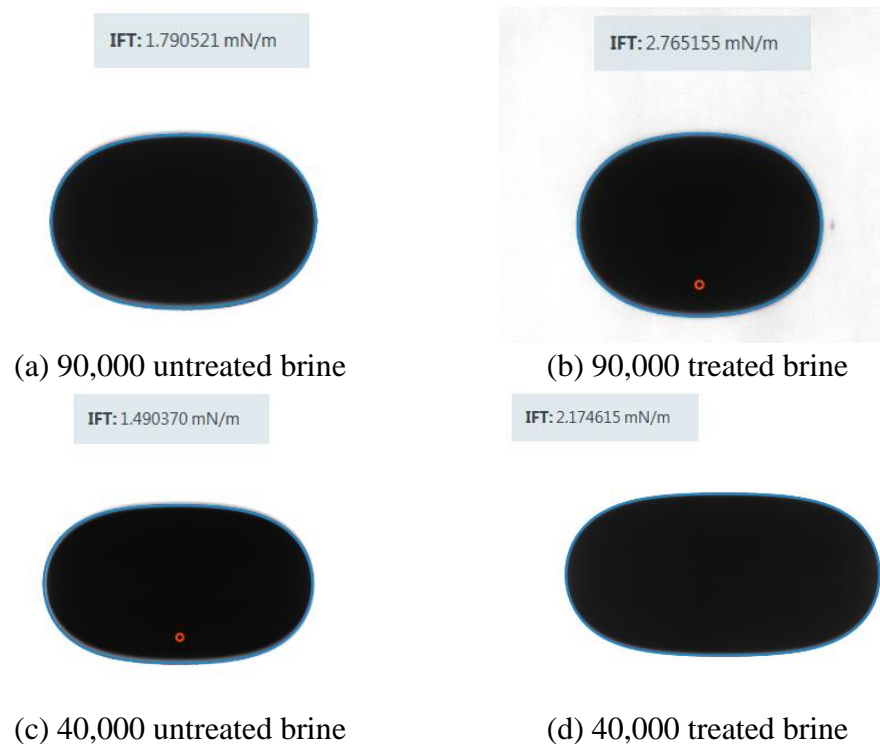 IFT: 1.790521 mN/m
IFT: 2.765155 mN/m
(a) 90,000 untreated brine
(b) 90,000 treated brine
IFT: 1.490370 mN/m
IFT: 2.174615 mN/m
(c) 40,000 untreated brine
(d) 40,000 treated brine